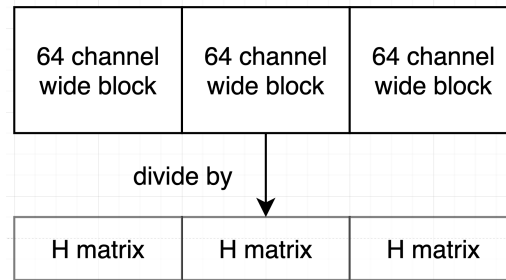 64 channel
wide block
64 channel
wide block
64 channel
wide block
divide by
H matrix
H matrix
H matrix